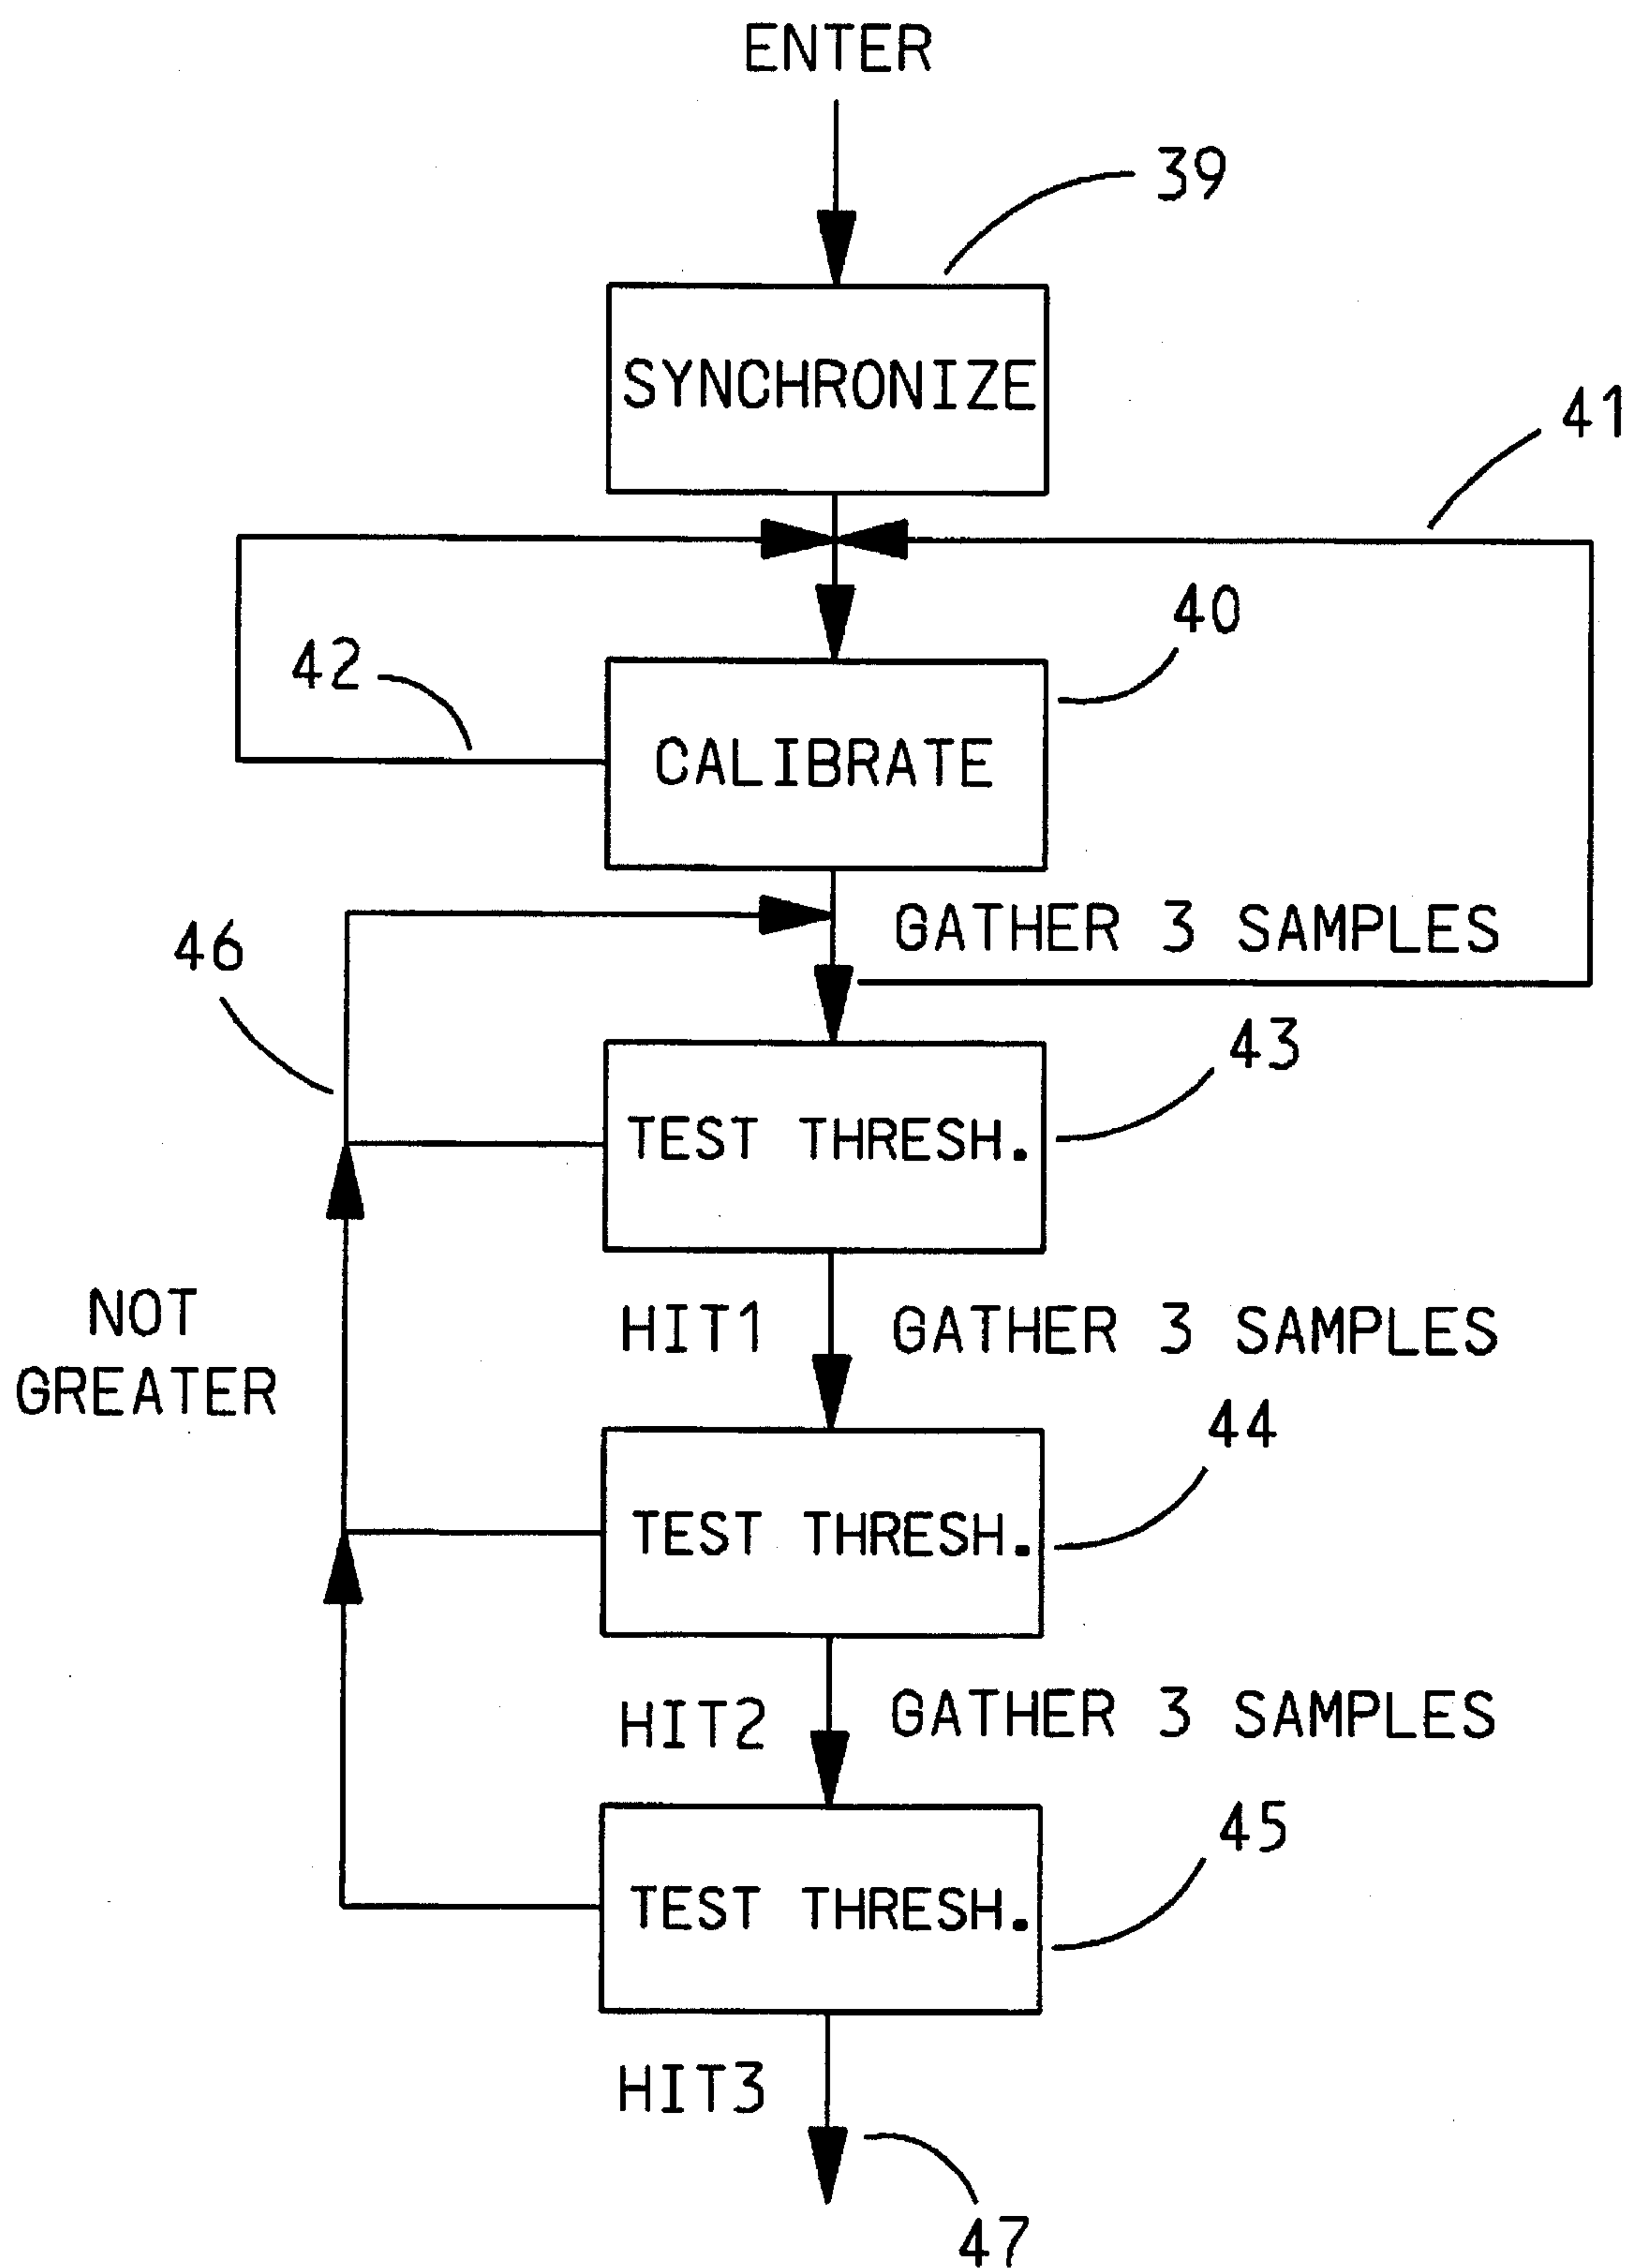 ENTER
39
SYNCHRONIZE
41
40
42
CALIBRATE
GATHER 3 SAMPLES
46
43
TEST THRESH.
NOT
GREATER
HIT1
GATHER 3 SAMPLES
44
TEST THRESH.
HIT2
GATHER 3 SAMPLES
45
TEST THRESH.
HIT3
47